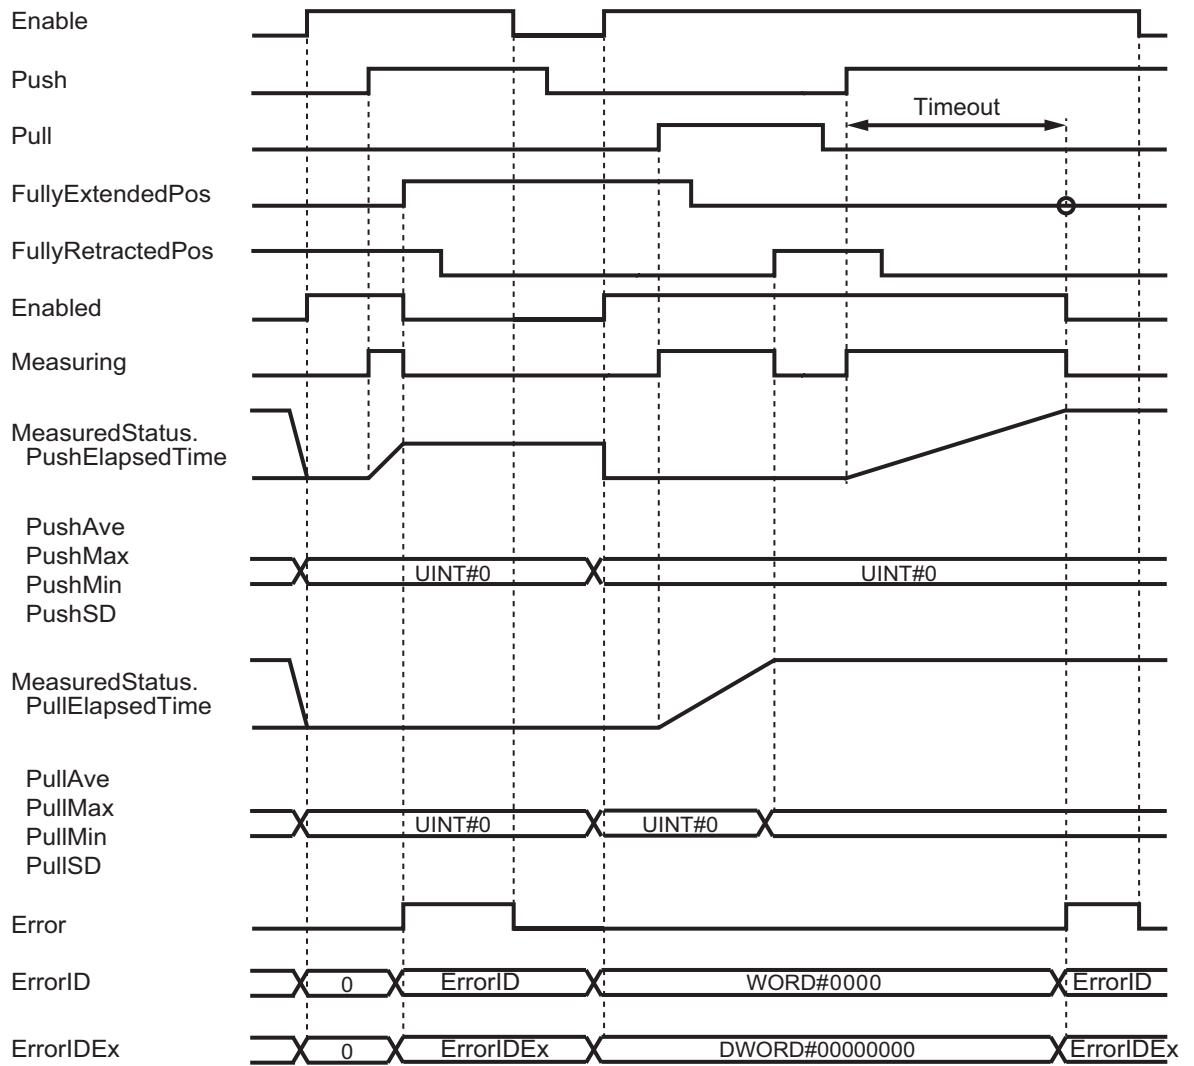 Enable
Push
Timeout
Pull
FullyExtendedPos
FullyRetractedPos
Enabled
Measuring
MeasuredStatus.
PushElapsedTime
PushAve
PushMax
UINT#0 UINT#0
PushMin
PushSD
MeasuredStatus.
PullElapsedTime
PullAve
PullMax
UINT#0 UINT#0
PullMin
PullSD
Error
ErrorID 0 ErrorID WORD#0000 ErrorID
ErrorIDEx 0 ErrorIDEx DWORD#00000000 ErrorIDEx